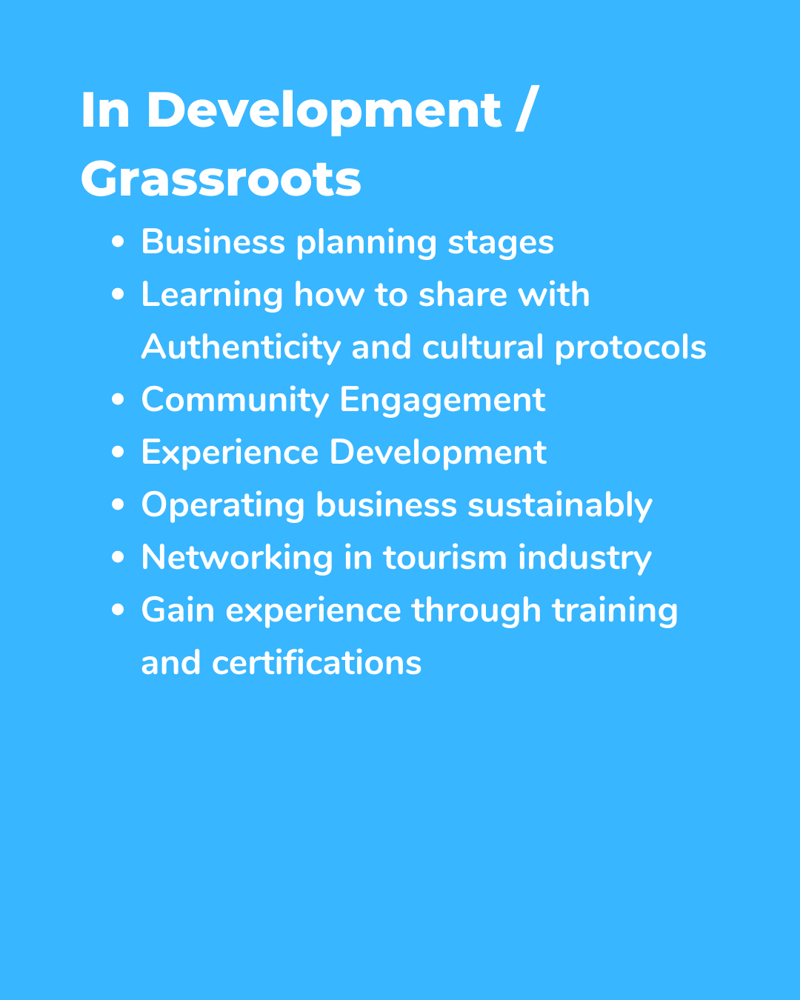 In Development /
Grassroots
• Business planning stages
• Learning how to share with
Authenticity and cultural protocols
• Community Engagement
• Experience Development
• Operating business sustainably
• Networking in tourism industry
• Gain experience through training
and certifications